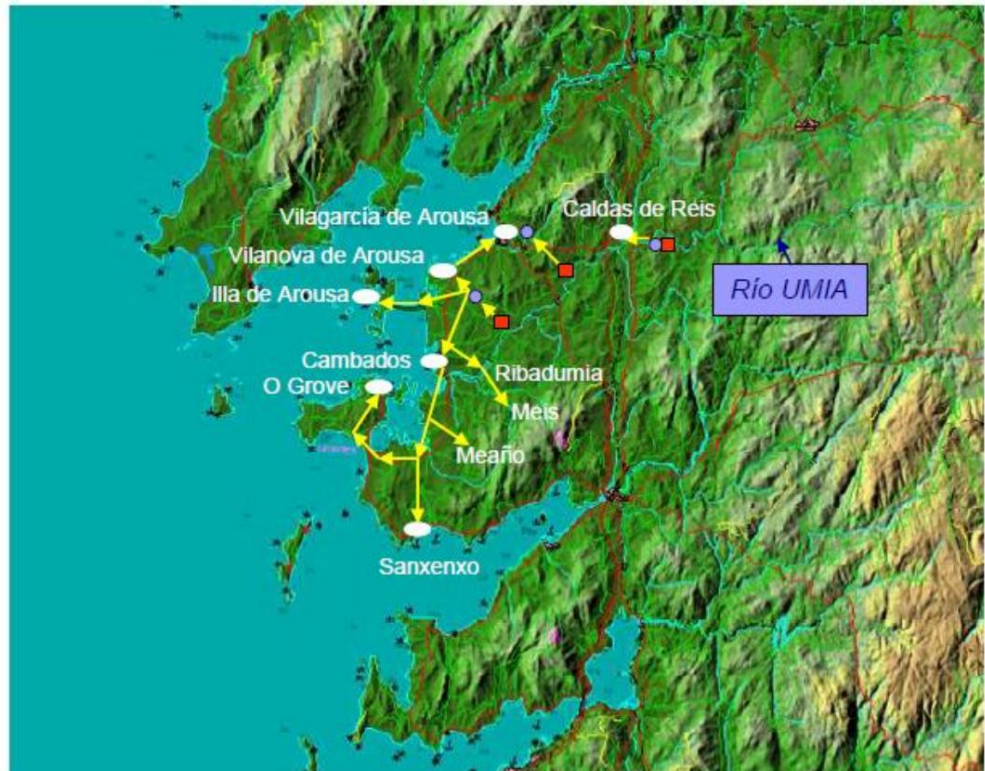 Vilagarcía de Arousa
Caldas de Reis
Vilanova de Arousa
Illa de Arousa
Río UMIA
Cambados
Ribadumia
O Grove
Meis
Meaño
Sanxenxo